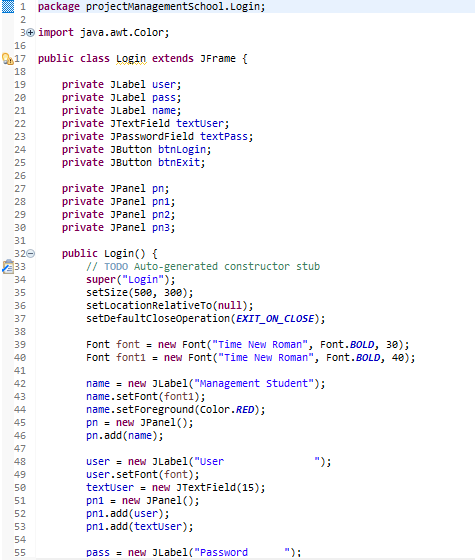 1 package projectManagementSchool.Login;
2
3 import java.awt.Color;
16
17 public class Login extends JFrame {
18
19     private JLabel user;
20     private JLabel pass;
21     private JLabel name;
22     private JTextField textUser;
23     private JPasswordField textPass;
24     private JButton btnLogin;
25     private JButton btnExit;
26
27     private JPanel pn;
28     private JPanel pn1;
29     private JPanel pn2;
30     private JPanel pn3;
31
32     public Login() {
33         // TODO Auto-generated constructor stub
34         super("Login");
35         setSize(500, 300);
36         setLocationRelativeTo(null);
37         setDefaultCloseOperation(EXIT_ON_CLOSE);
38
39         Font font = new Font("Time New Roman", Font.BOLD, 30);
40         Font font1 = new Font("Time New Roman", Font.BOLD, 40);
41
42         name = new JLabel("Management Student");
43         name.setFont(font1);
44         name.setForeground(Color.RED);
45         pn = new JPanel();
46         pn.add(name);
47
48         user = new JLabel("User               ");
49         user.setFont(font);
50         textUser = new JTextField(15);
51         pn1 = new JPanel();
52         pn1.add(user);
53         pn1.add(textUser);
54
55         pass = new JLabel("Password      ");